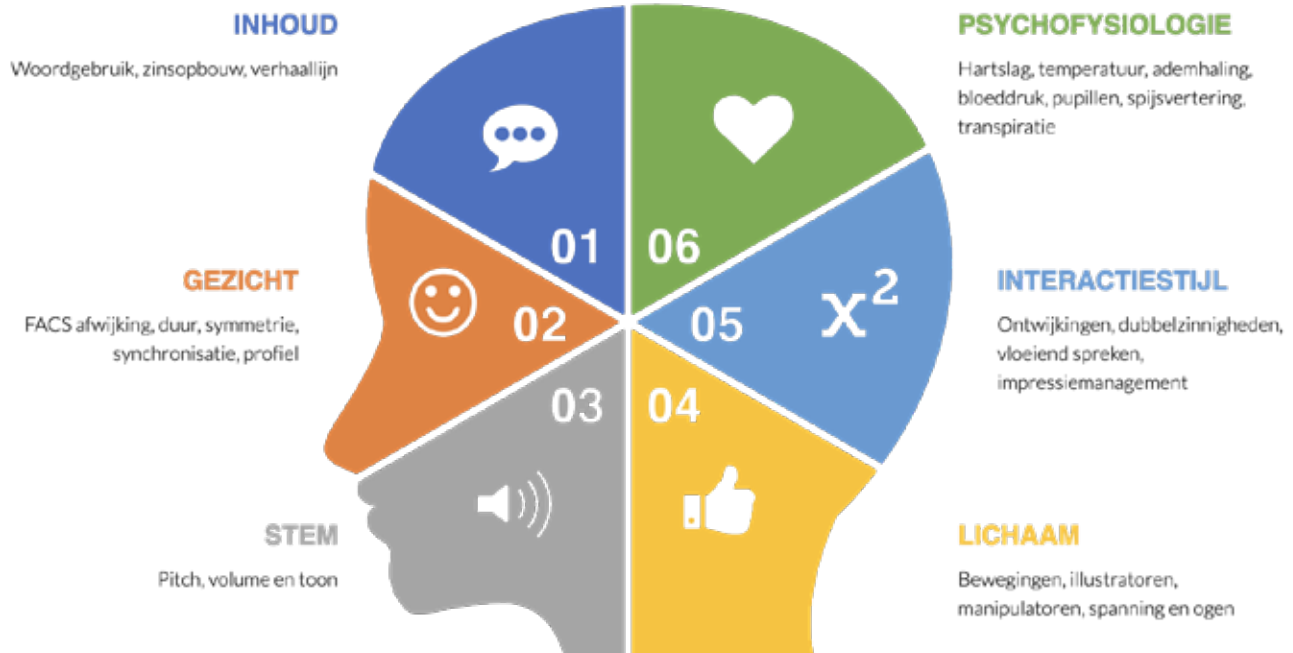 INHOUD
Woordgebruik, zinsopbouw, verhaallijn
01
GEZICHT
FACS afwijking, duur, symmetrie,
synchronisatie, profiel
02
STEM
Pitch, volume en toon
03
PSYCHOFYSIOLOGIE
Hartslag, temperatuur, ademhaling,
bloeddruk, pupillen, spijsvertering,
transpiratie
06
INTERACTIESTIJL
Ontwijkingen, dubbelzinnigheden,
vloeiend spreken,
impressiemanagement
05
x²
LICHAAM
Bewegingen, illustratoren,
manipulatoren, spanning en ogen
04